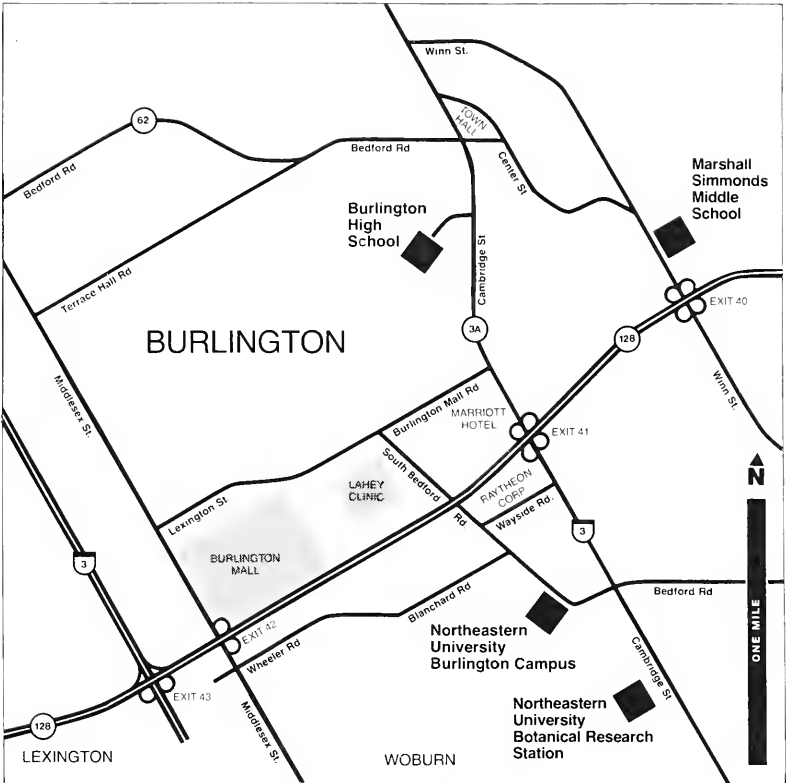 Winn St.
62
TOWN
HALL
Bedford Rd
Bedford Rd
Center St
Marshall
Simmonds
Middle
School
Burlington
High
School
Cambridge St
Terrace Hall Rd
EXIT 40
3A
128
BURLINGTON
Middlesex St.
Winn St.
Burlington Mall Rd
MARRIOTT
HOTEL
EXIT 41
South Bedford
Rd
N
LAHEY
CLINIC
RAYTHEON
CORP
Lexington St
Wayside Rd.
3
3
BURLINGTON
MALL
Bedford Rd
Blanchard Rd
ONE MILE
EXIT 42
Wheeler Rd
Northeastern
University
Burlington Campus
Cambridge St
EXIT 43
Middlesex St.
Northeastern
University
Botanical Research
Station
128
LEXINGTON
WOBURN